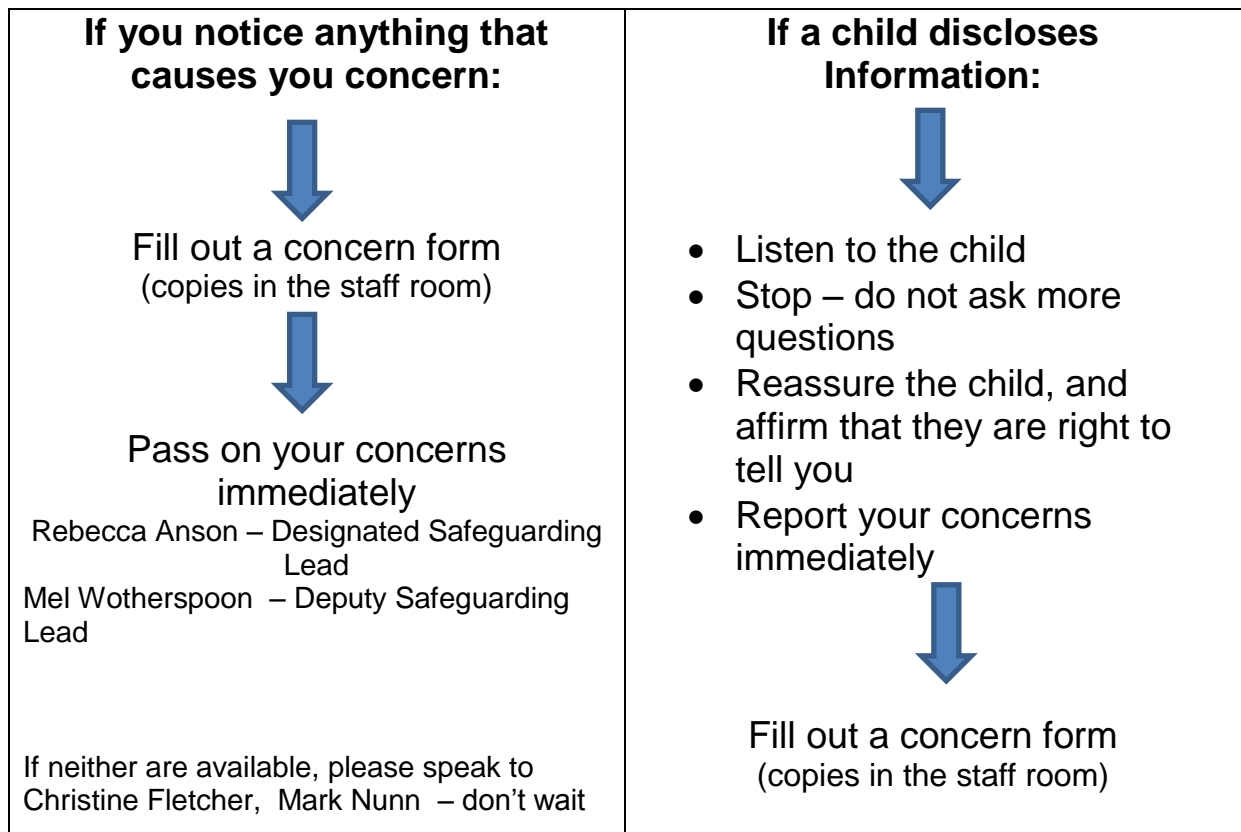 If you notice anything that
causes you concern:
Fill out a concern form
(copies in the staff room)
Pass on your concerns
immediately
Rebecca Anson – Designated Safeguarding
Lead
Mel Wotherspoon – Deputy Safeguarding
Lead
If neither are available, please speak to
Christine Fletcher, Mark Nunn – don't wait
If a child discloses
Information:
• Listen to the child
• Stop – do not ask more
questions
• Reassure the child, and
affirm that they are right to
tell you
• Report your concerns
immediately
Fill out a concern form
(copies in the staff room)